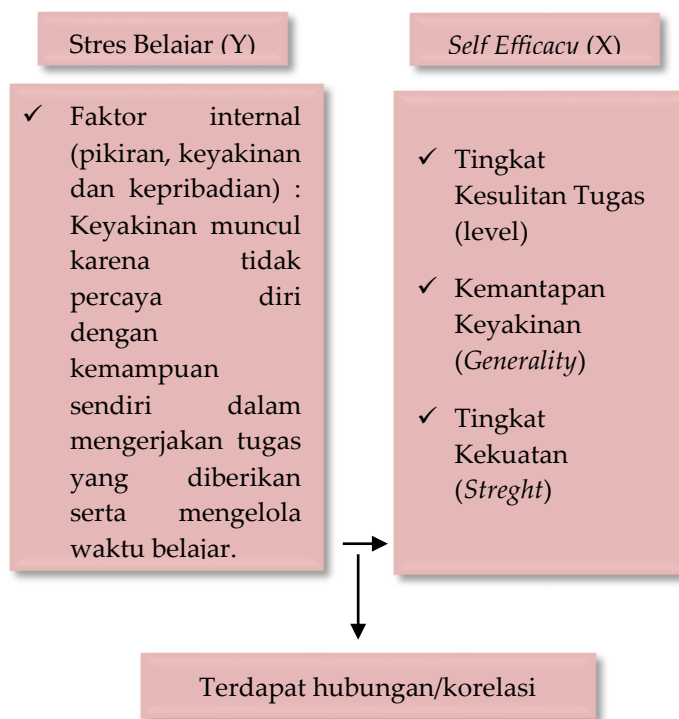 Stres Belajar (Y)
Self Efficacy (X)
✓ Faktor internal
(pikiran, keyakinan
dan kepribadian) :
Keyakinan muncul
karena tidak
percaya diri
dengan
kemampuan
sendiri dalam
mengerjakan tugas
yang diberikan
serta mengelola
waktu belajar.
✓ Tingkat
Kesulitan Tugas
(level)
✓ Kemantapan
Keyakinan
(Generality)
✓ Tingkat
Kekuatan
(Streght)
Terdapat hubungan/korelasi